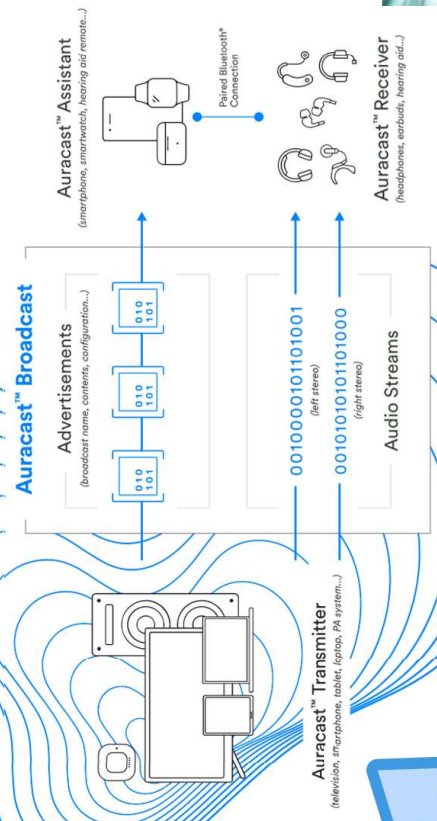 Auracast™ Broadcast
Advertisements
(broadcast name, contents, configuration...)
010
101
010
101
010
101
Auracast™ Assistant
(smartphone, smartwatch, hearing aid remote...)
Paired Bluetooth®
Connection
(left stereo)
(right stereo)
Audio Streams
Auracast™ Transmitter
(television, smartphone, tablet, laptop, PA system...)
Auracast™ Receiver
(headphones, earbuds, hearing aid...)